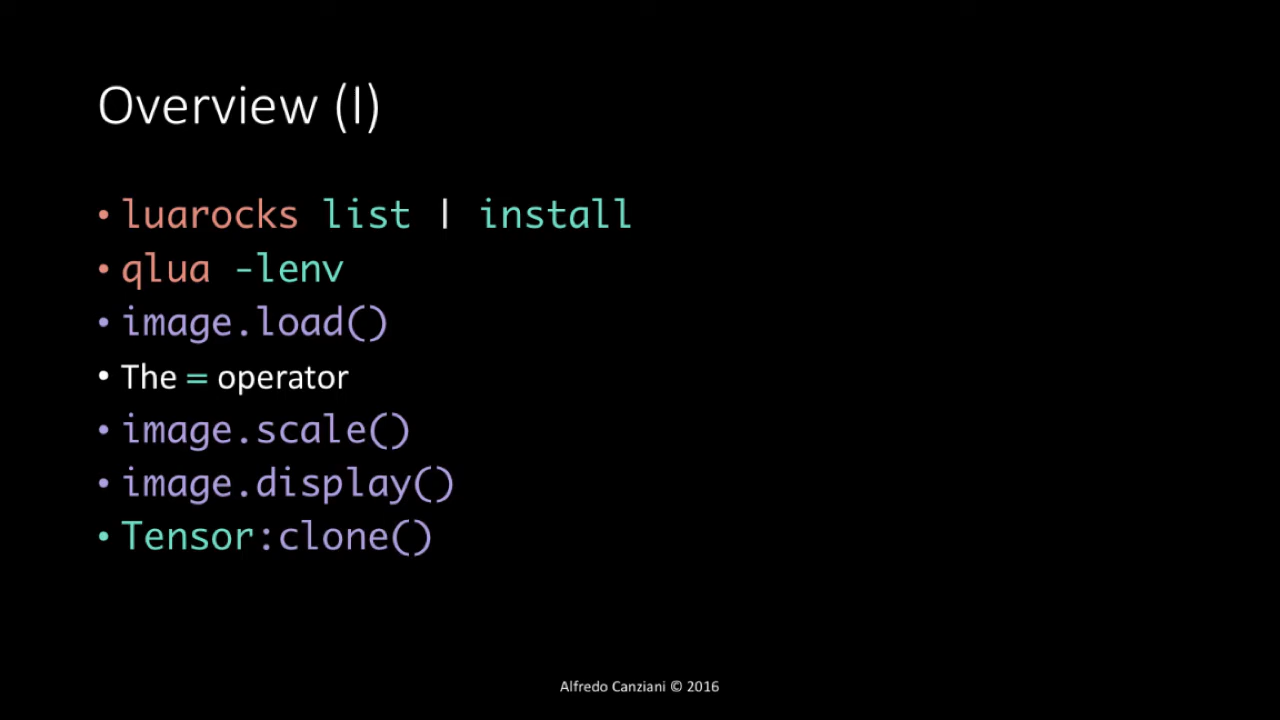 Overview (I)
• luarocks list | install
• qlua -lenv
• image.load()
• The = operator
• image.scale()
• image.display()
• Tensor:clone()
Alfredo Canziani © 2016